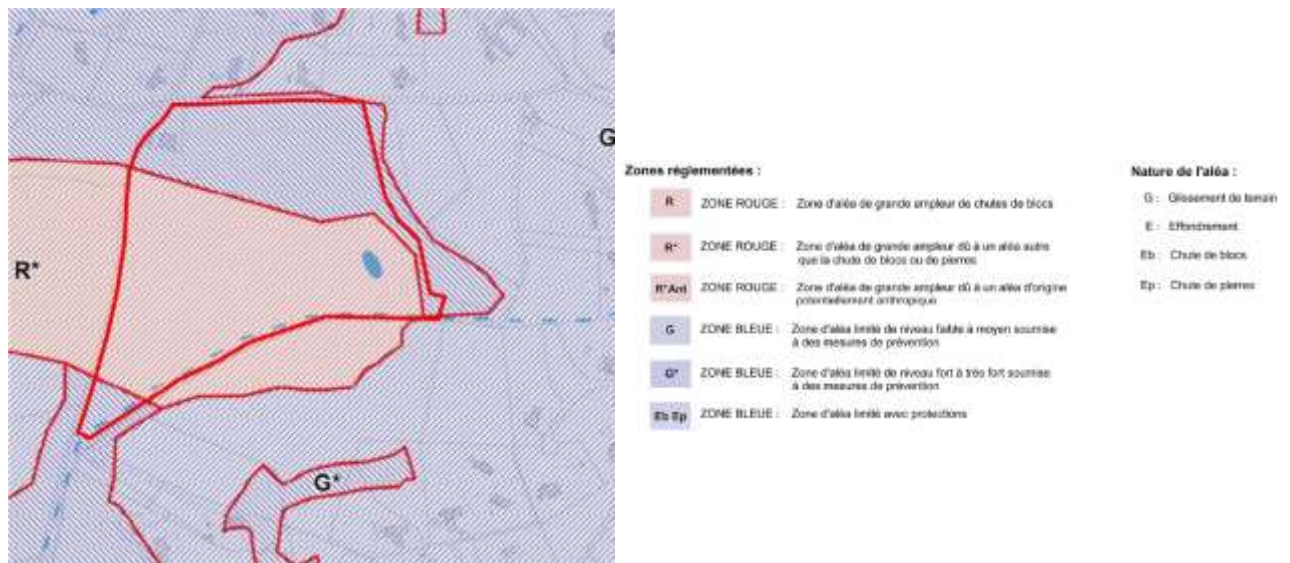 R*
G
G*
Zones réglementées :
R ZONE ROUGE : Zone d'aléa de grande ampleur de chutes de blocs
R* ZONE ROUGE : Zone d'aléa de grande ampleur dû à un aléa autre
que la chute de blocs ou de pierres
R*Ant ZONE ROUGE : Zone d'aléa de grande ampleur dû à un aléa d'origine
potentiellement anthropique
G ZONE BLEUE : Zone d'aléa limité de niveau faible à moyen soumise
à des mesures de prévention
G* ZONE BLEUE : Zone d'aléa limité de niveau fort à très fort soumise
à des mesures de prévention
Eb Ep ZONE BLEUE : Zone d'aléa limité avec protections
Nature de l'aléa :
G : Glissement de terrain
E : Effondrement
Eb : Chute de blocs
Ep : Chute de pierres